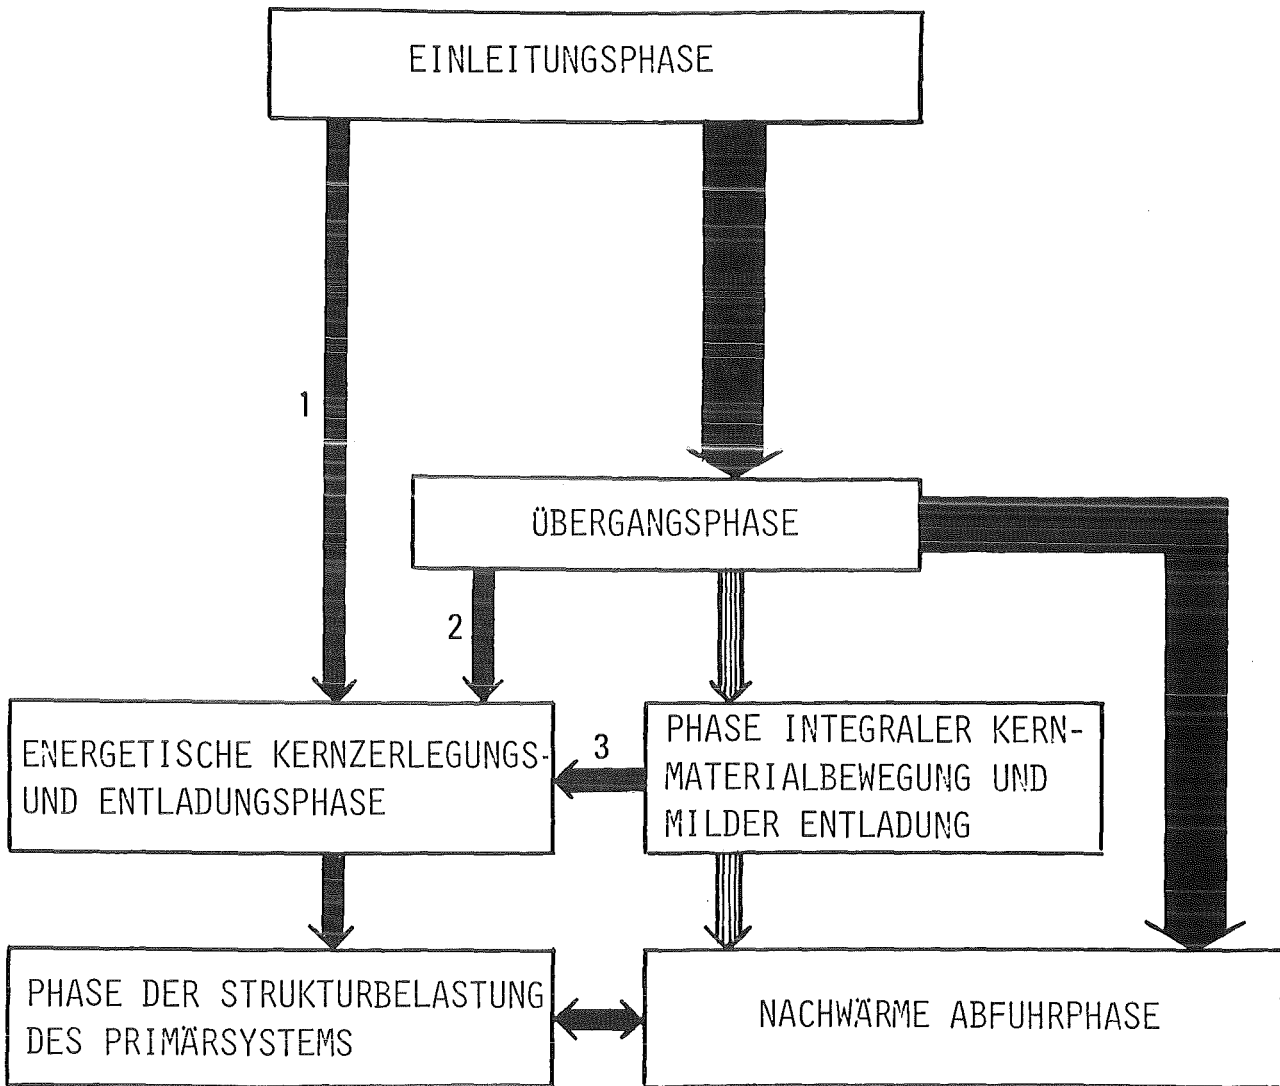 EINLEITUNGSPHASE
1
ÜBERGANGSPHASE
2
ENERGETISCHE KERNZERLEGUNGS-
UND ENTLADUNGSPHASE
3
PHASE INTEGRALER KERN-
MATERIALBEWEGUNG UND
MILDER ENTLADUNG
PHASE DER STRUKTURBELASTUNG
DES PRIMÄRSYSTEMS
NACHWÄRME ABFUHRPHASE